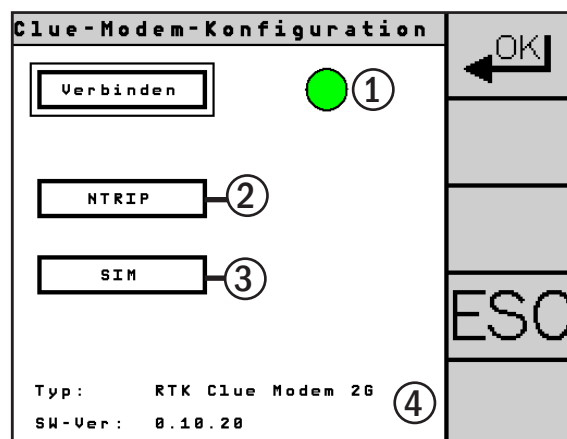 Clue-Modem-Konfiguration
OK
Verbinden
1
NTRIP
2
SIM
3
ESC
Typ: RTK Clue Modem 2G
4
SW-Ver: 0.10.20